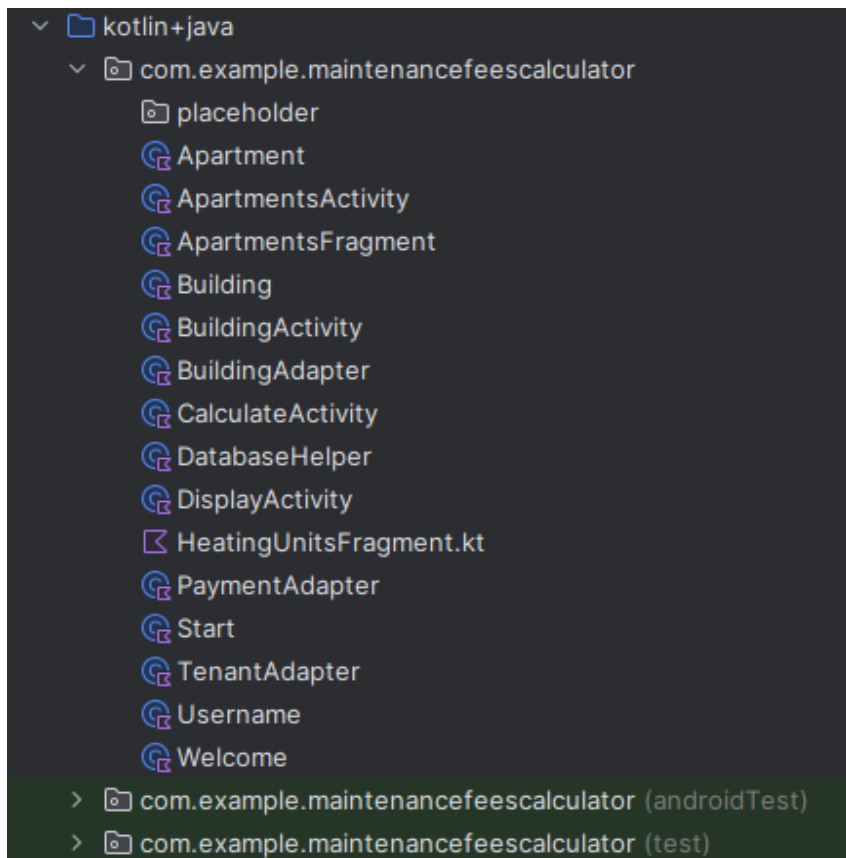 kotlin+java
com.example.maintenancefeescalculator
placeholder
Apartment
ApartmentsActivity
ApartmentsFragment
Building
BuildingActivity
BuildingAdapter
CalculateActivity
DatabaseHelper
DisplayActivity
HeatingUnitsFragment.kt
PaymentAdapter
Start
TenantAdapter
Username
Welcome
com.example.maintenancefeescalculator (androidTest)
com.example.maintenancefeescalculator (test)